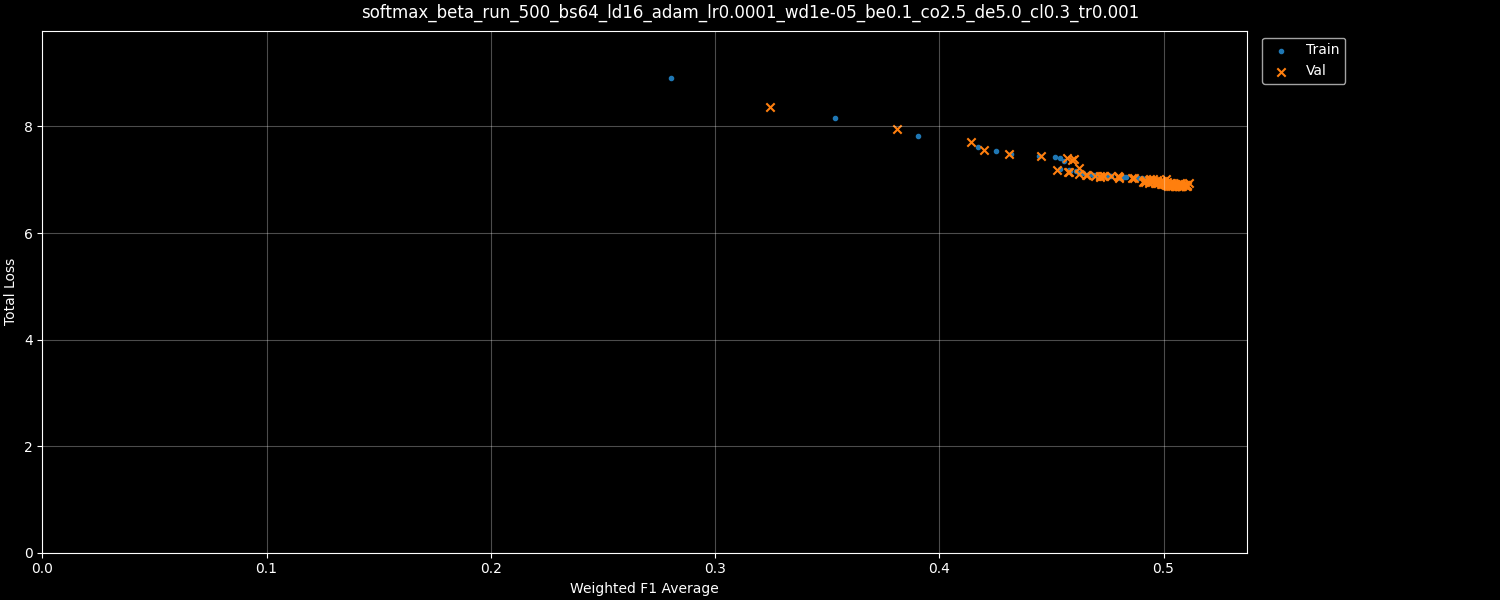 softmax_beta_run_500_bs64_ld16_adam_lr0.0001_wd1e-05_be0.1_co2.5_de5.0_cl0.3_tr0.001
Train
Val
8
6
4
2
0
Total Loss
0.0 0.1 0.2 0.3 0.4 0.5
Weighted F1 Average